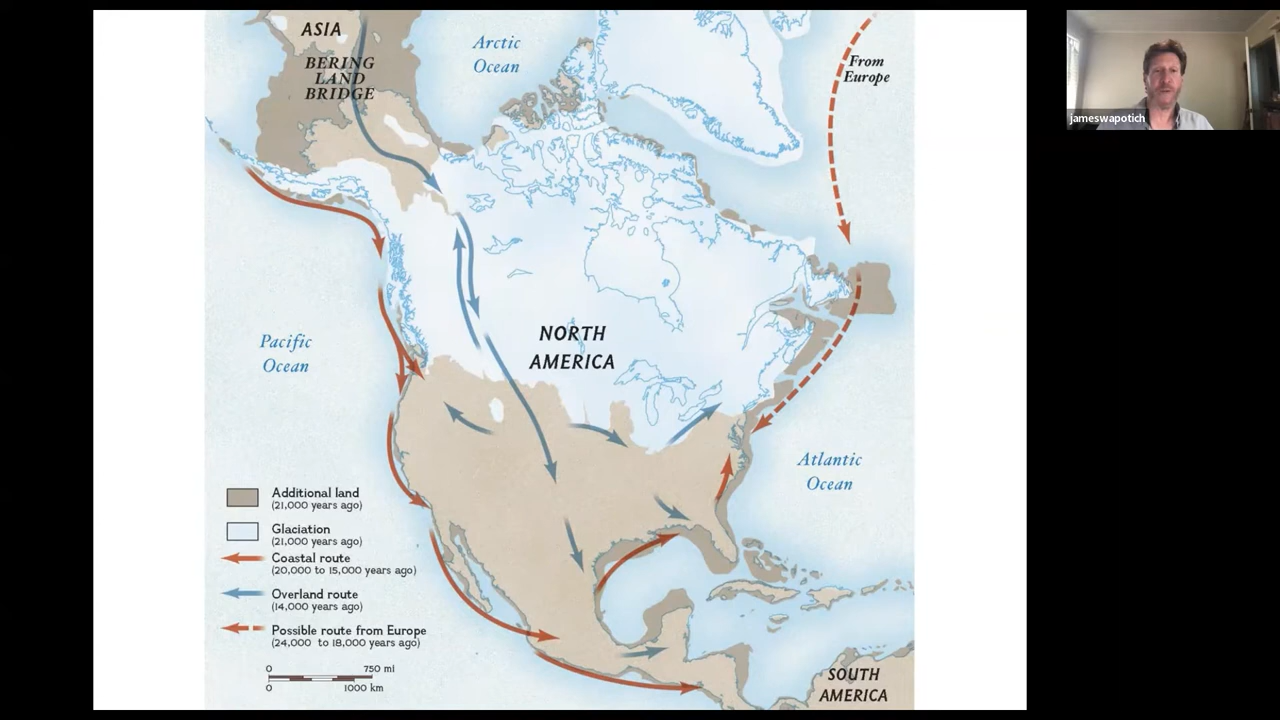 ASIA
BERING
LAND
BRIDGE
Arctic
Ocean
From
Europe
jameswapotich
NORTH
AMERICA
Pacific
Ocean
Atlantic
Ocean
Additional land
(21,000 years ago)
Glaciation
(21,000 years ago)
Coastal route
(20,000 to 15,000 years ago)
Overland route
(14,000 years ago)
Possible route from Europe
(24,000 to 18,000 years ago)
0 750 mi
0 1000 km
SOUTH
AMERICA